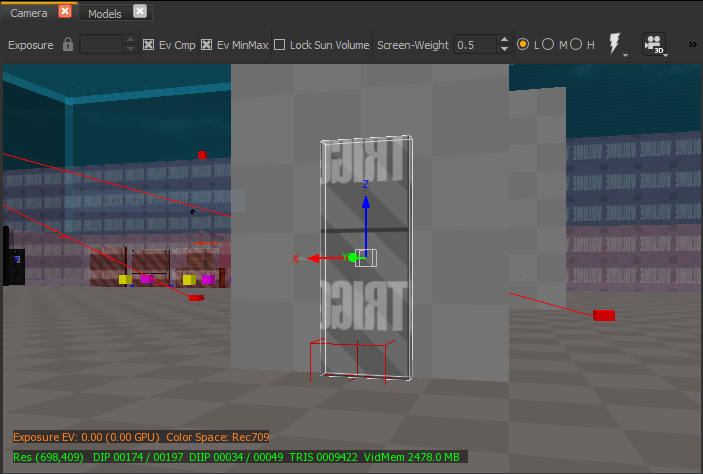 Camera
Models
Exposure Ev Cmp Ev MinMax Lock Sun Volume Screen-Weight 0.5 L M H 3D »
TRIG
VOLUME VOLUME VOLUME
Z
X Y
TRIG
Exposure EV: 0.00 (0.00 GPU) Color Space: Rec709
Res (698,409) DIP 00174 / 00197 DIIP 00034 / 00049 TRIS 0009422 VidMem 2478.0 MB